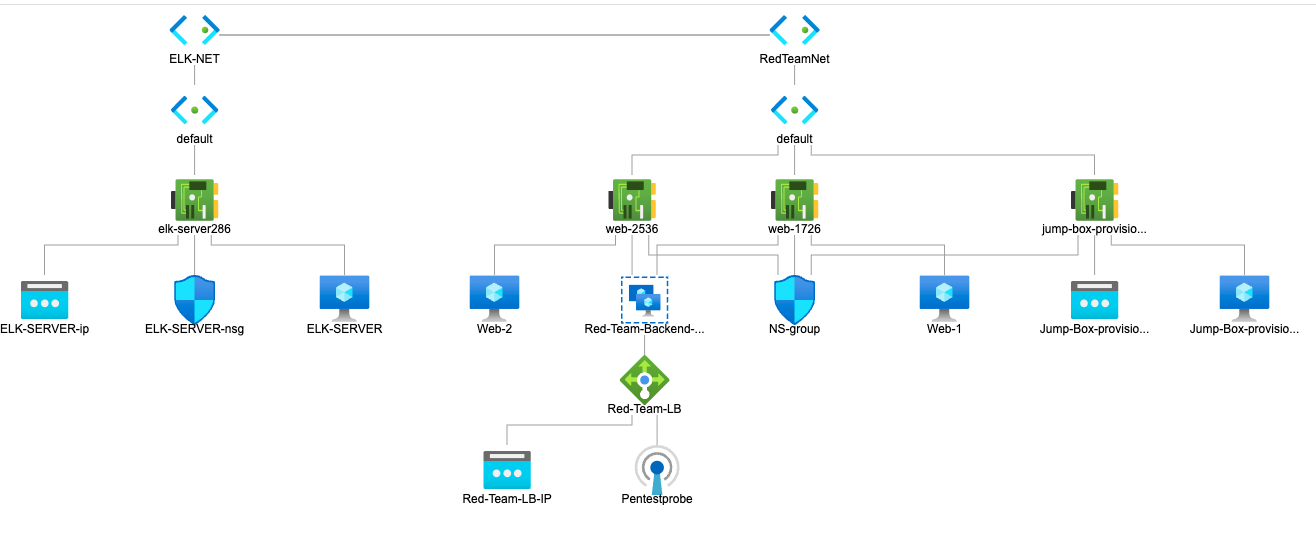 ELK-NET
RedTeamNet
default
default
elk-server286
web-2536
web-1726
jump-box-provisio...
ELK-SERVER-ip
ELK-SERVER-nsg
ELK-SERVER
Web-2
Red-Team-Backend-...
NS-group
Web-1
Jump-Box-provisio...
Jump-Box-provisio...
Red-Team-LB
Red-Team-LB-IP
Pentestprobe